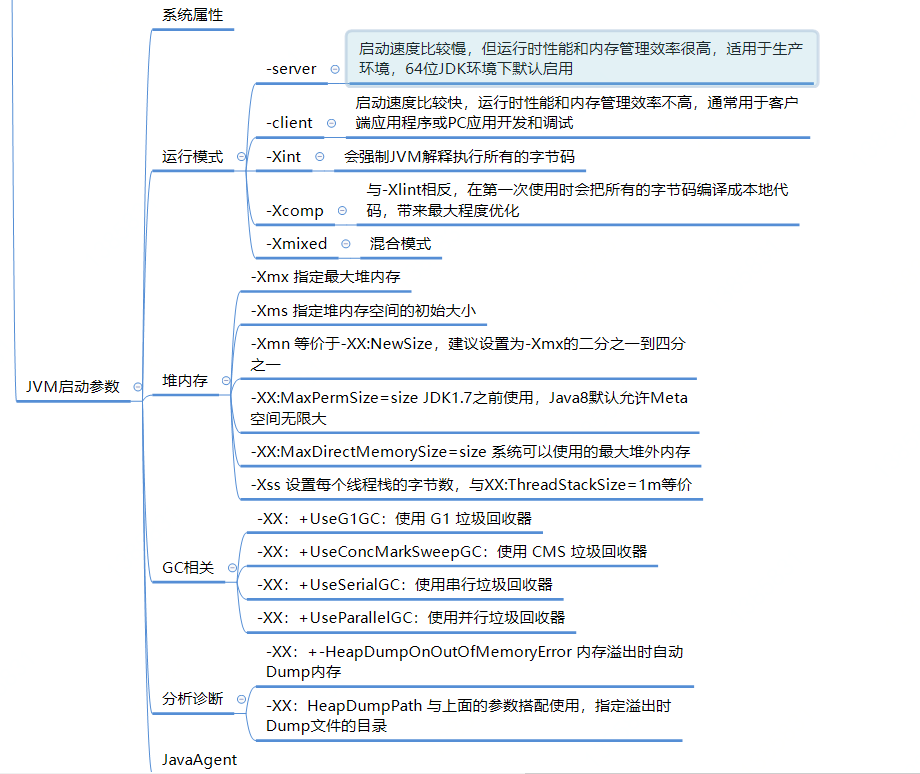 系统属性
启动速度比较慢，但运行时性能和内存管理效率很高，适用于生产
环境，64位JDK环境下默认启用
-server
启动速度比较快，运行时性能和内存管理效率不高，通常用于客户
端应用程序或PC应用开发和调试
-client
运行模式
-Xint
会强制JVM解释执行所有的字节码
与-Xlint相反，在第一次使用时会把所有的字节码编译成本地代
码，带来最大程度优化
-Xcomp
-Xmixed
混合模式
-Xmx 指定最大堆内存
-Xms 指定堆内存空间的初始大小
-Xmn 等价于-XX:NewSize，建议设置为-Xmx的二分之一到四分
之一
JVM启动参数
堆内存
-XX:MaxPermSize=size JDK1.7之前使用，Java8默认允许Meta
空间无限大
-XX:MaxDirectMemorySize=size 系统可以使用的最大堆外内存
-Xss 设置每个线程栈的字节数，与XX:ThreadStackSize=1m等价
-XX：+UseG1GC：使用 G1 垃圾回收器
-XX：+UseConcMarkSweepGC：使用 CMS 垃圾回收器
GC相关
-XX：+UseSerialGC：使用串行垃圾回收器
-XX：+UseParallelGC：使用并行垃圾回收器
-XX：+-HeapDumpOnOutOfMemoryError 内存溢出时自动
Dump内存
分析诊断
-XX：HeapDumpPath 与上面的参数搭配使用，指定溢出时
Dump文件的目录
JavaAgent